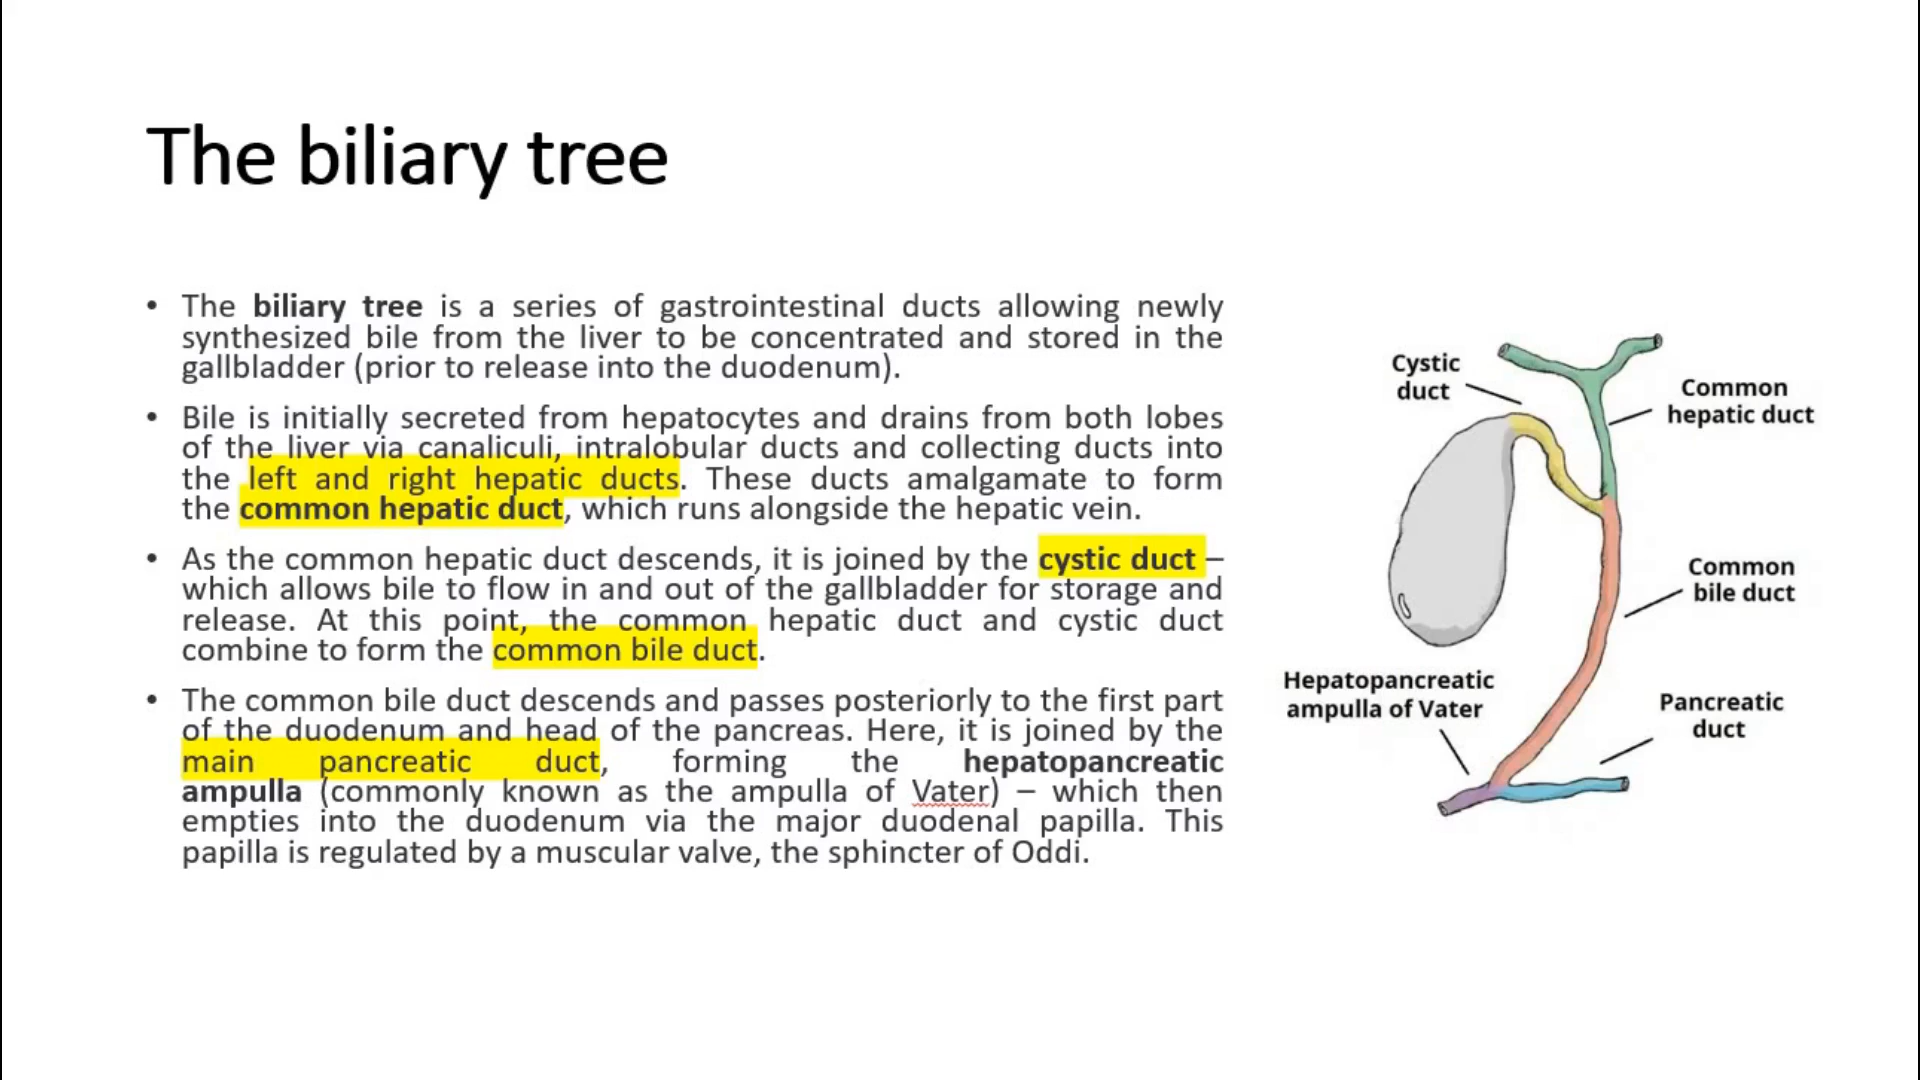 The biliary tree
• The biliary tree is a series of gastrointestinal ducts allowing newly
synthesized bile from the liver to be concentrated and stored in the
gallbladder (prior to release into the duodenum).
• Bile is initially secreted from hepatocytes and drains from both lobes
of the liver via canaliculi, intralobular ducts and collecting ducts into
the left and right hepatic ducts. These ducts amalgamate to form
the common hepatic duct, which runs alongside the hepatic vein.
• As the common hepatic duct descends, it is joined by the cystic duct –
which allows bile to flow in and out of the gallbladder for storage and
release. At this point, the common hepatic duct and cystic duct
combine to form the common bile duct.
• The common bile duct descends and passes posteriorly to the first part
of the duodenum and head of the pancreas. Here, it is joined by the
main pancreatic duct, forming the hepatopancreatic
ampulla (commonly known as the ampulla of Vater) – which then
empties into the duodenum via the major duodenal papilla. This
papilla is regulated by a muscular valve, the sphincter of Oddi.
Cystic
duct
Common
hepatic duct
Common
bile duct
Hepatopancreatic
ampulla of Vater
Pancreatic
duct